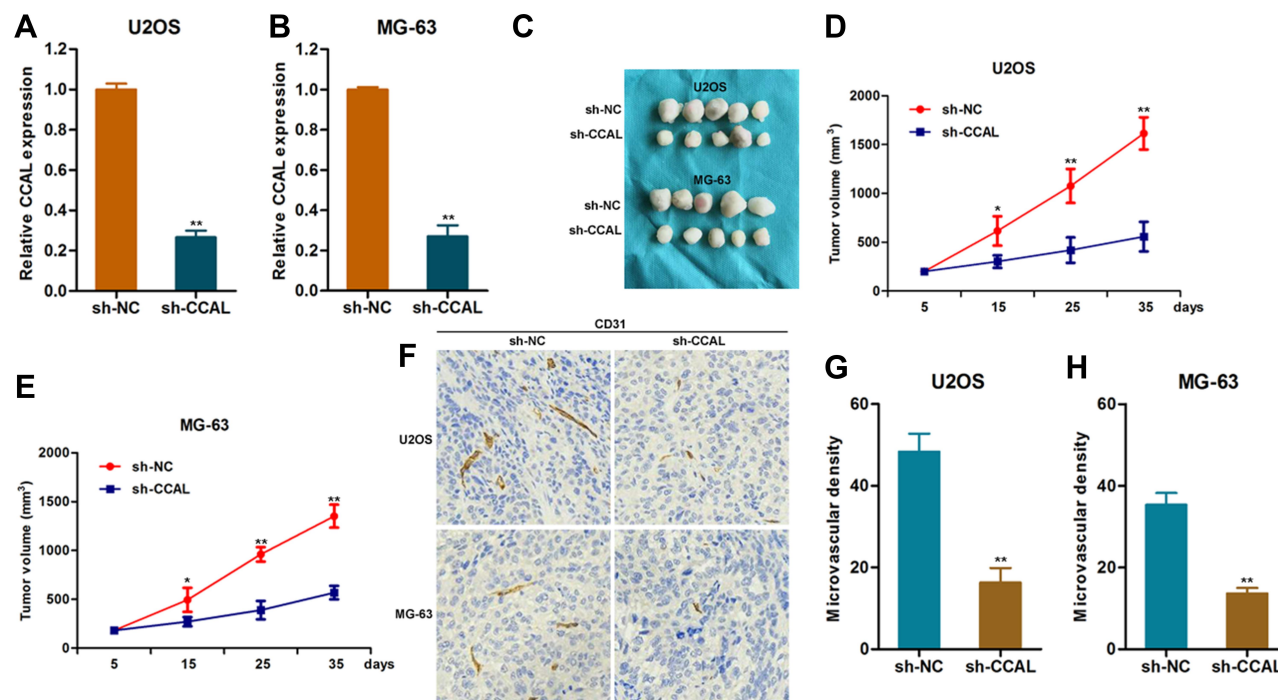 A
U2OS
Relative CCAL expression
1.2
1.0
0.8
0.6
0.4
0.2
0.0
**
sh-NC
sh-CCAL
B
MG-63
Relative CCAL expression
1.2
1.0
0.8
0.6
0.4
0.2
0.0
**
sh-NC
sh-CCAL
C
U2OS
sh-NC
sh-CCAL
MG-63
sh-NC
sh-CCAL
D
U2OS
Tumor volume (mm³)
2000
1500
1000
500
0
sh-NC
sh-CCAL
*
**
**
5 15 25 35 days
E
MG-63
Tumor volume (mm³)
2000
1500
1000
500
0
sh-NC
sh-CCAL
*
**
**
5 15 25 35 days
F
CD31
sh-NC sh-CCAL
U2OS
MG-63
G
U2OS
Microvascular density
60
40
20
0
**
sh-NC
sh-CCAL
H
MG-63
Microvascular density
60
40
20
0
**
sh-NC
sh-CCAL